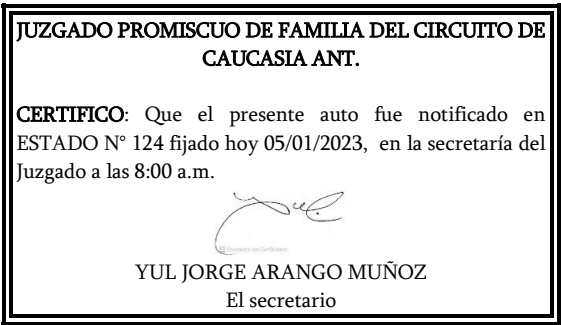 JUZGADO PROMISCUO DE FAMILIA DEL CIRCUITO DE
CAUCASIA ANT.
CERTIFICO: Que el presente auto fue notificado en
ESTADO N° 124 fijado hoy 05/01/2023, en la secretaría del
Juzgado a las 8:00 a.m.
YUL JORGE ARANGO MUÑOZ
El secretario